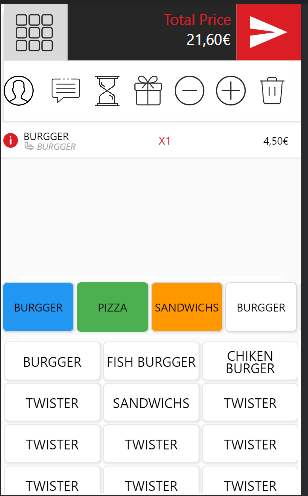 Total Price
21,60€
BURGGER
BURGGER
X1
4,50€
BURGGER PIZZA SANDWICHS BURGGER
BURGGER FISH BURGGER CHIKEN BURGER
TWISTER SANDWICHS TWISTER
TWISTER TWISTER TWISTER
TWISTER TWISTER TWISTER